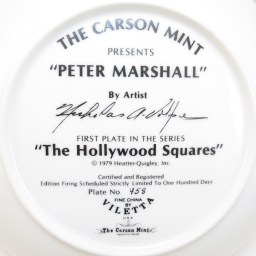 THE CARSON MINT
PRESENTS
"PETER MARSHALL"
By Artist
FIRST PLATE IN THE SERIES
"The Hollywood Squares"
© 1979 Heatter-Quigley, Inc.
Certified and Registered
Edition Firing Scheduled Strictly Limited To One Hundred Days
Plate No. 458
FINE CHINA
BY
VILETTA
The Carson Mint